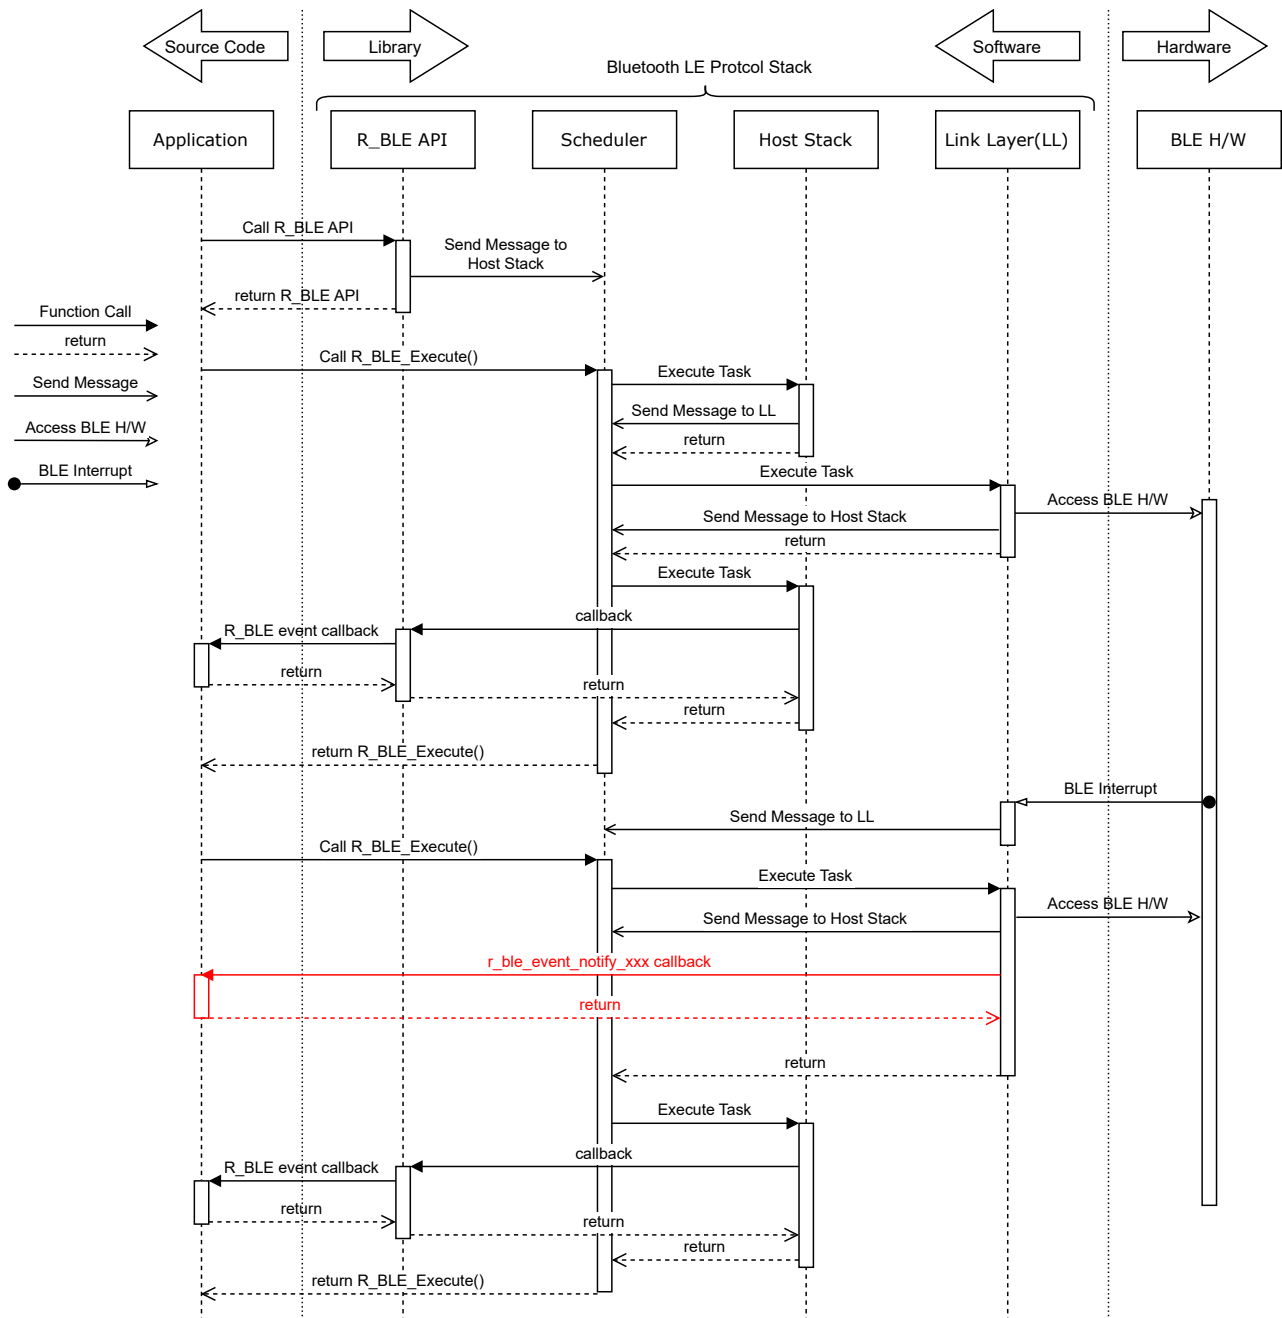 Source Code
Library
Software
Hardware
Bluetooth LE Protcol Stack
Application
R_BLE API
Scheduler
Host Stack
Link Layer(LL)
BLE H/W
Call R_BLE API
Send Message to
Host Stack
return R_BLE API
Function Call
return
Send Message
Access BLE H/W
BLE Interrupt
Call R_BLE_Execute()
Execute Task
Send Message to LL
return
Execute Task
Access BLE H/W
Send Message to Host Stack
return
Execute Task
callback
R_BLE event callback
return
return
return
return R_BLE_Execute()
BLE Interrupt
Send Message to LL
Call R_BLE_Execute()
Execute Task
Access BLE H/W
Send Message to Host Stack
r_ble_event_notify_xxx callback
return
return
Execute Task
callback
R_BLE event callback
return
return
return
return R_BLE_Execute()